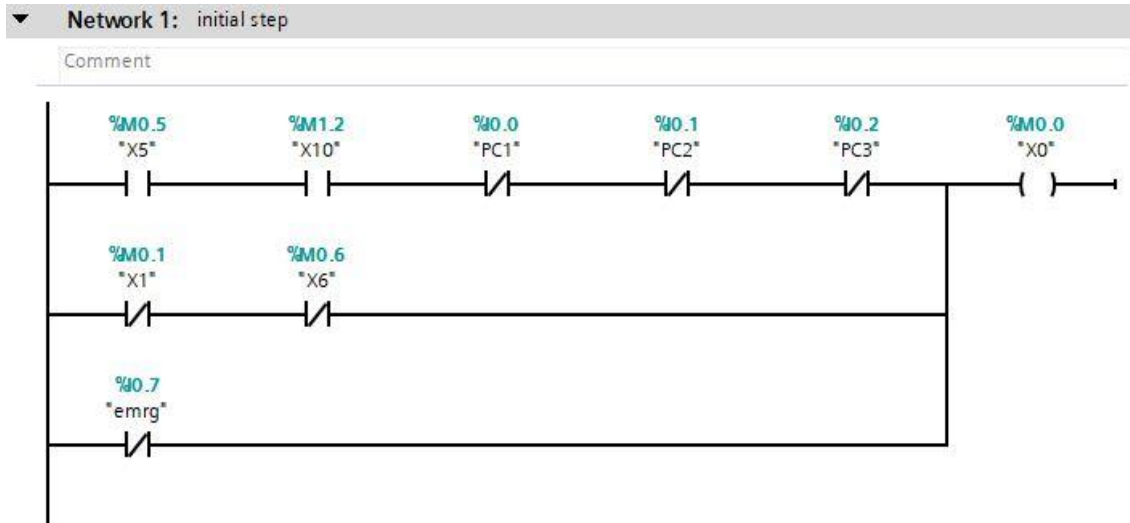 Network 1: initial step
Comment
%M0.5 %M1.2 %I0.0 %I0.1 %I0.2 %M0.0
"X5" "X10" "PC1" "PC2" "PC3" "X0"
%M0.1 %M0.6
"X1" "X6"
%I0.7
"emrg"